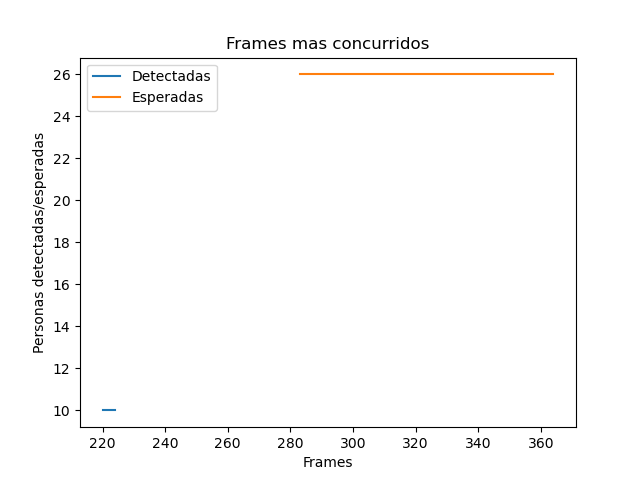 Frames mas concurridos
Detectadas
Esperadas
Personas detectadas/esperadas
26
24
22
20
18
16
14
12
10
220 240 260 280 300 320 340 360
Frames